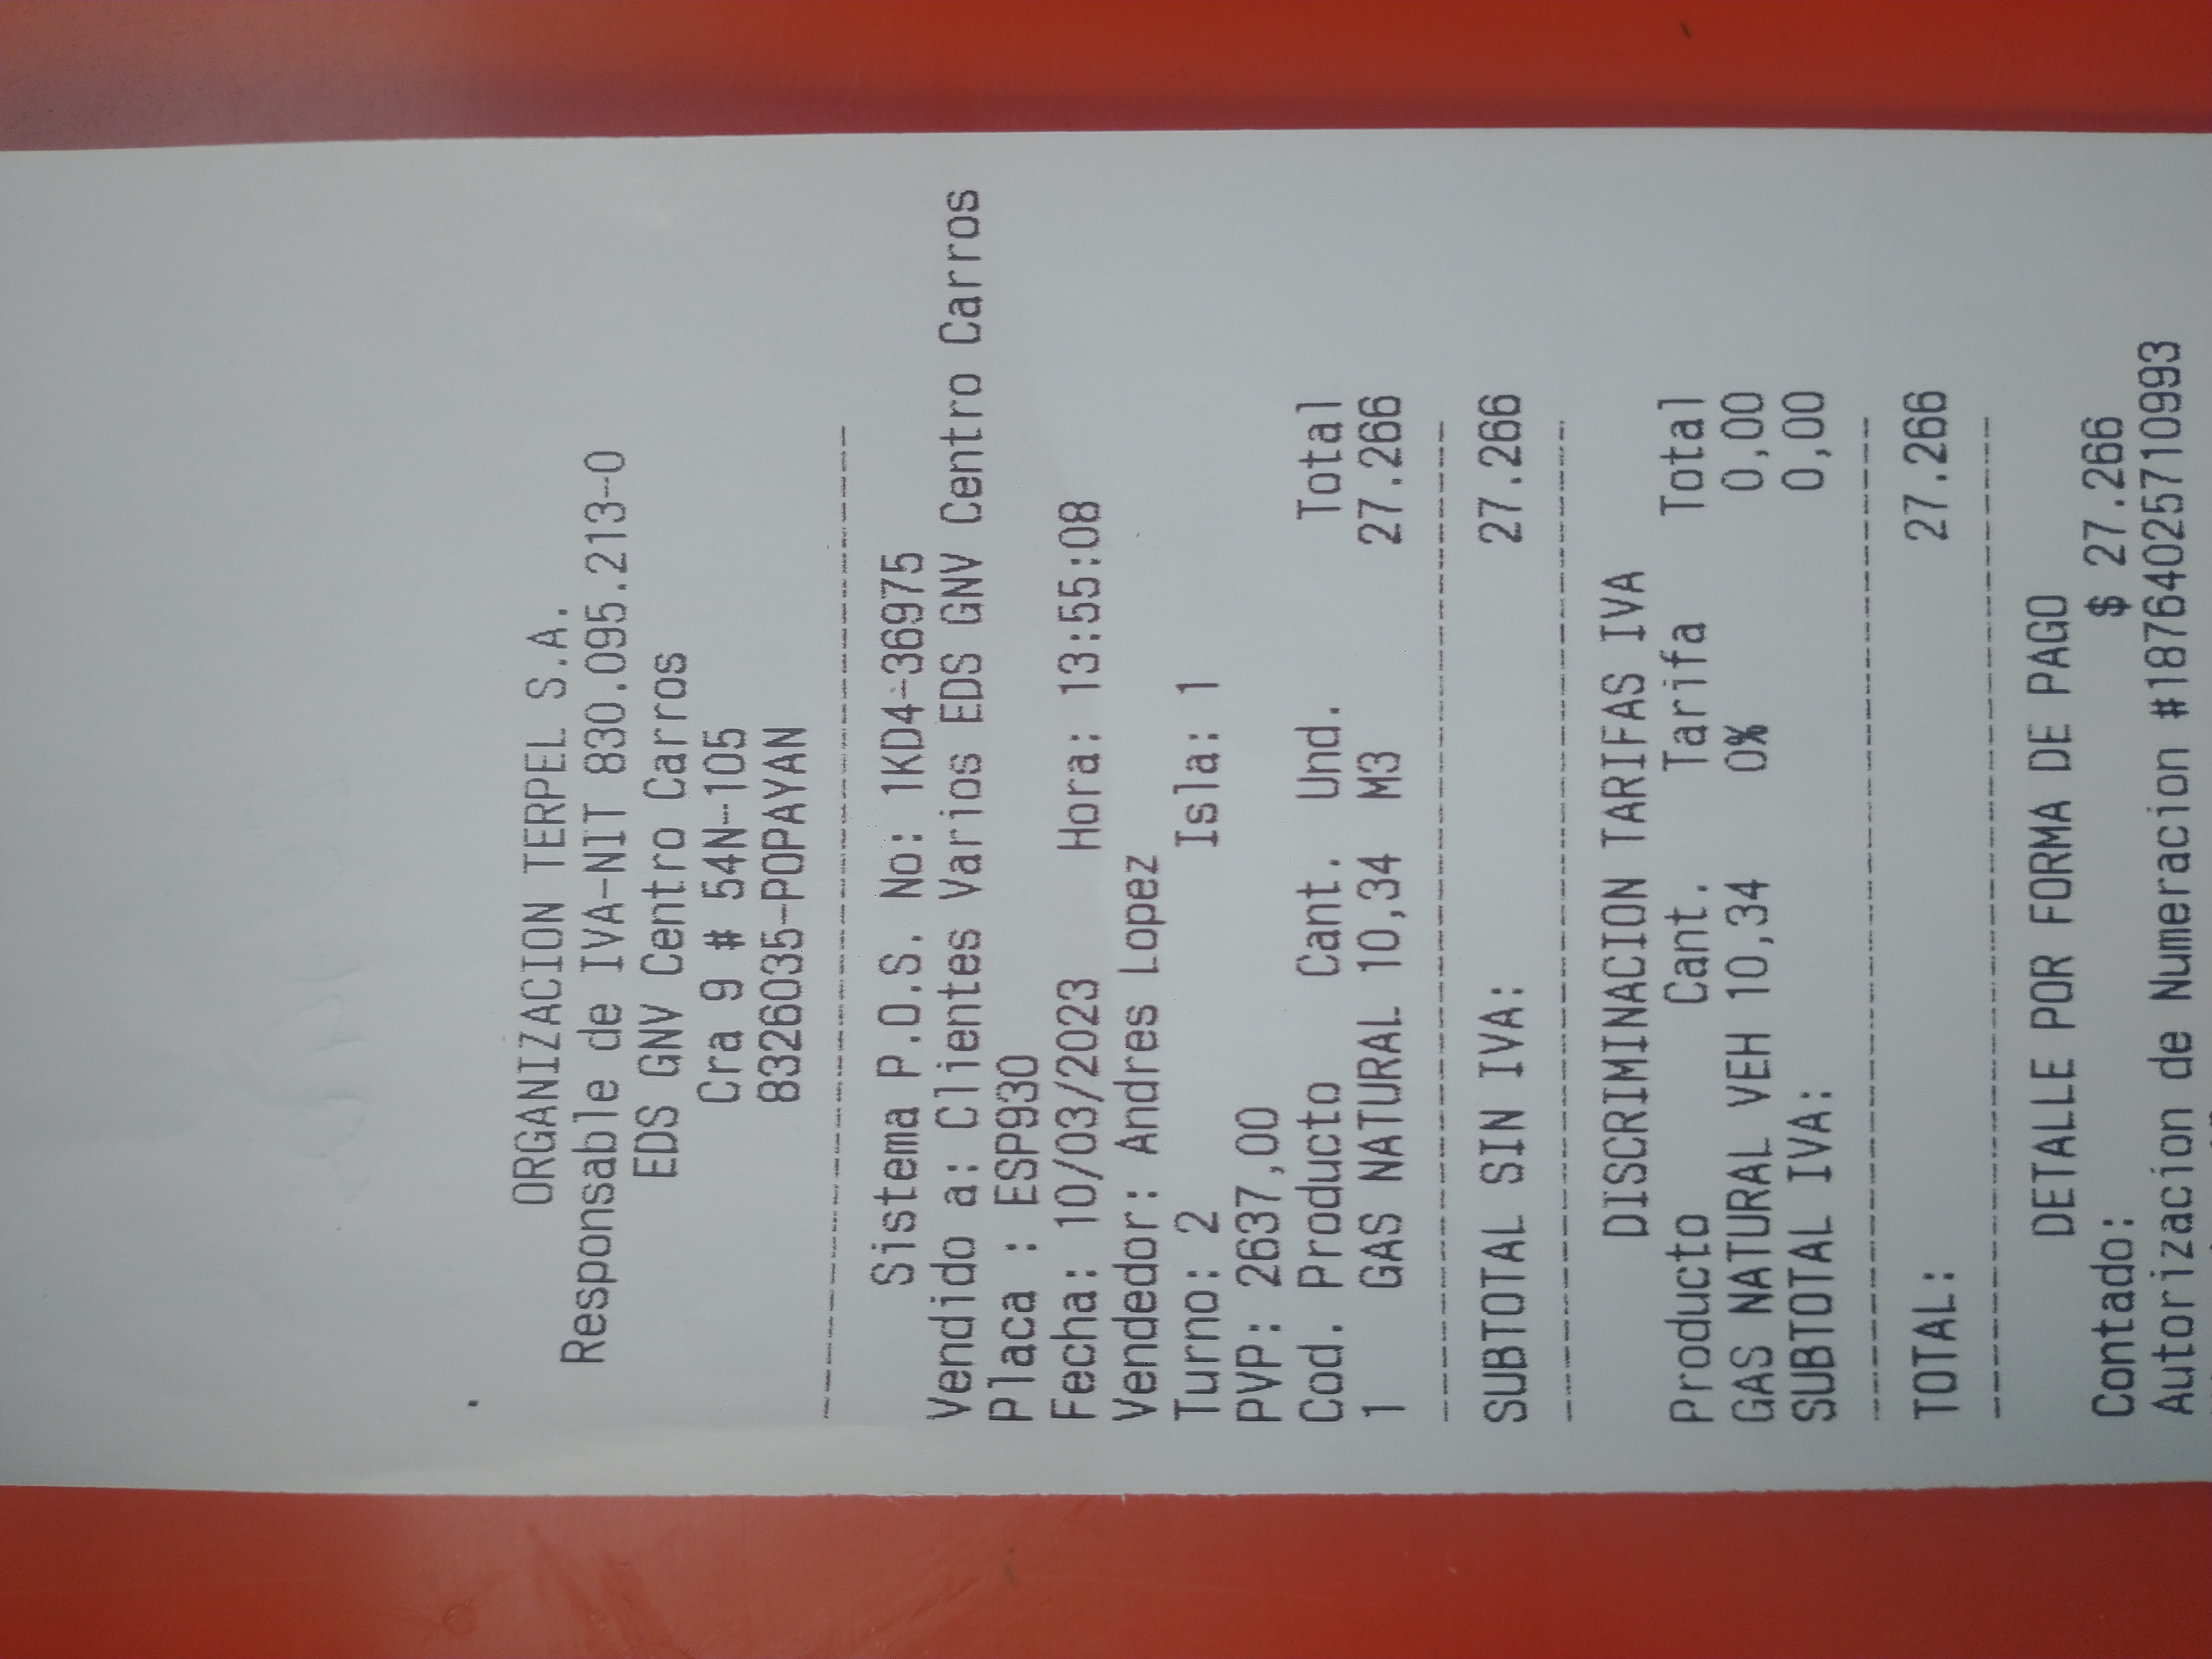 ORGANIZACION TERPEL S.A.
Responsable de IVA-NIT 830.095.213-0
EDS GNV Centro Carros
Cra 9 # 54N-105
8326035-POPAYAN
Sistema P.O.S. No: 1KD4-36975
Vendido a: Clientes Varios EDS GNV Centro Carros
Placa : ESP930
Fecha: 10/03/2023 Hora: 13:55:08
Vendedor: Andres Lopez
Turno: 2 Isla: 1
PVP: 2637,00
Cod. Producto Cant. Und. Total
1 GAS NATURAL 10,34 M3 27.266
SUBTOTAL SIN IVA: 27.266
DISCRIMINACION TARIFAS IVA
Producto Cant. Tarifa Total
GAS NATURAL VEH 10,34 0% 0,00
SUBTOTAL IVA: 0,00
TOTAL: 27.266
DETALLE POR FORMA DE PAGO
Contado: $ 27.266
Autorizacion de Numeracion #18764025710993